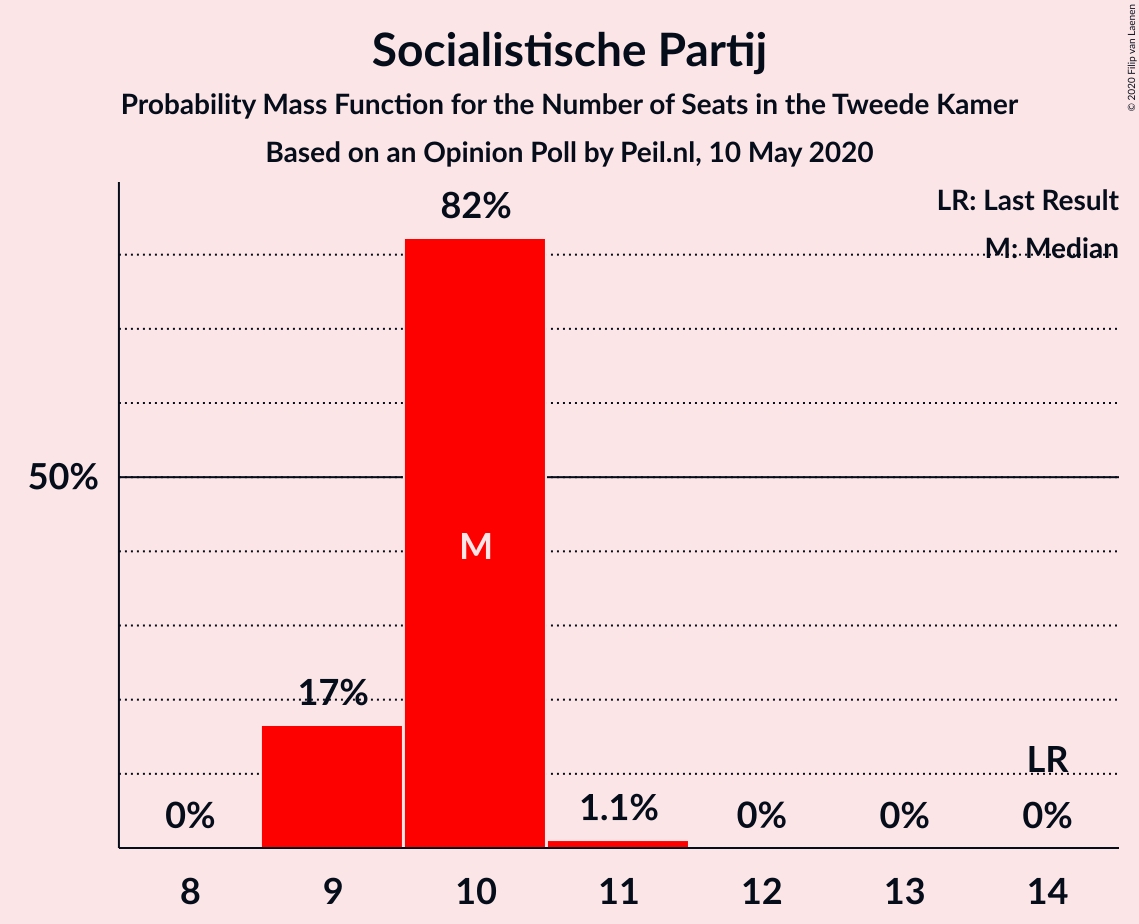 Socialistische Partij
Probability Mass Function for the Number of Seats in the Tweede Kamer
Based on an Opinion Poll by Peil.nl, 10 May 2020
© 2020 Filip van Laenen
LR: Last Result
M: Median
82%
50%
M
17%
LR
0%
1.1%
0%
0%
0%
8
9
10
11
12
13
14